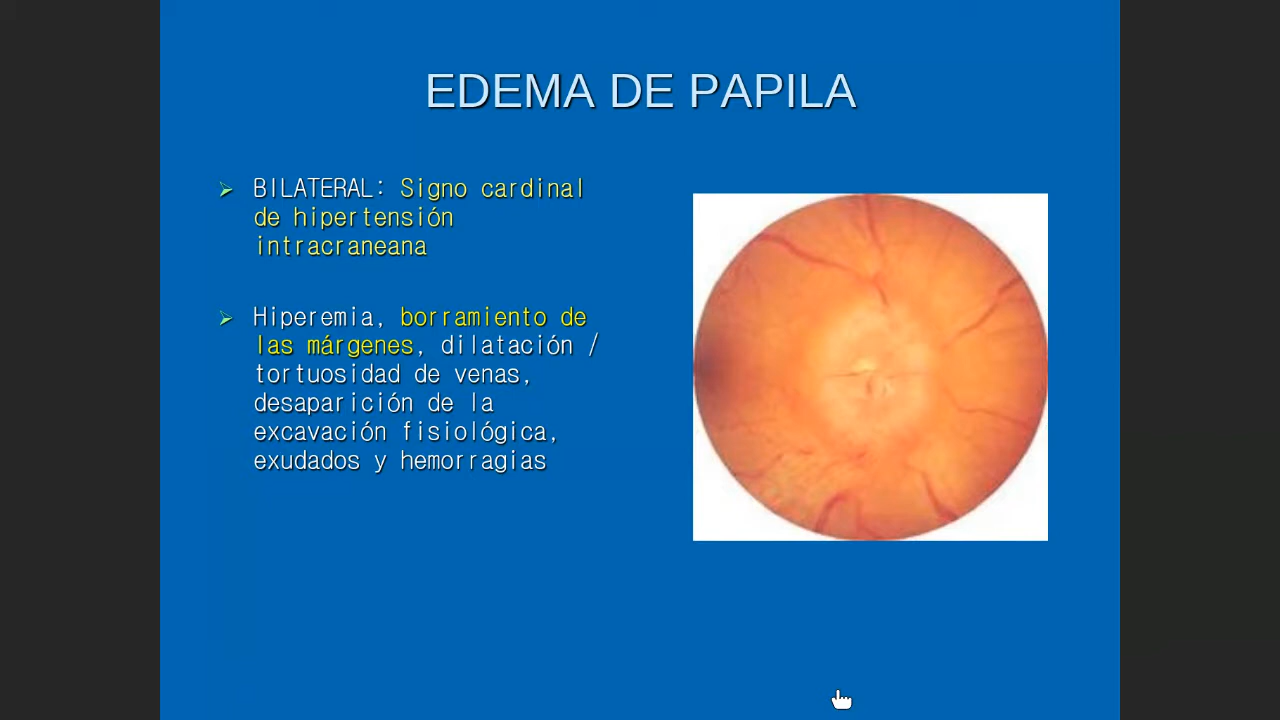 EDEMA DE PAPILA
BILATERAL: Signo cardinal
de hipertensión
intracraneana
Hiperemia, borramiento de
las márgenes, dilatación /
tortuosidad de venas,
desaparición de la
excavación fisiológica,
exudados y hemorragias